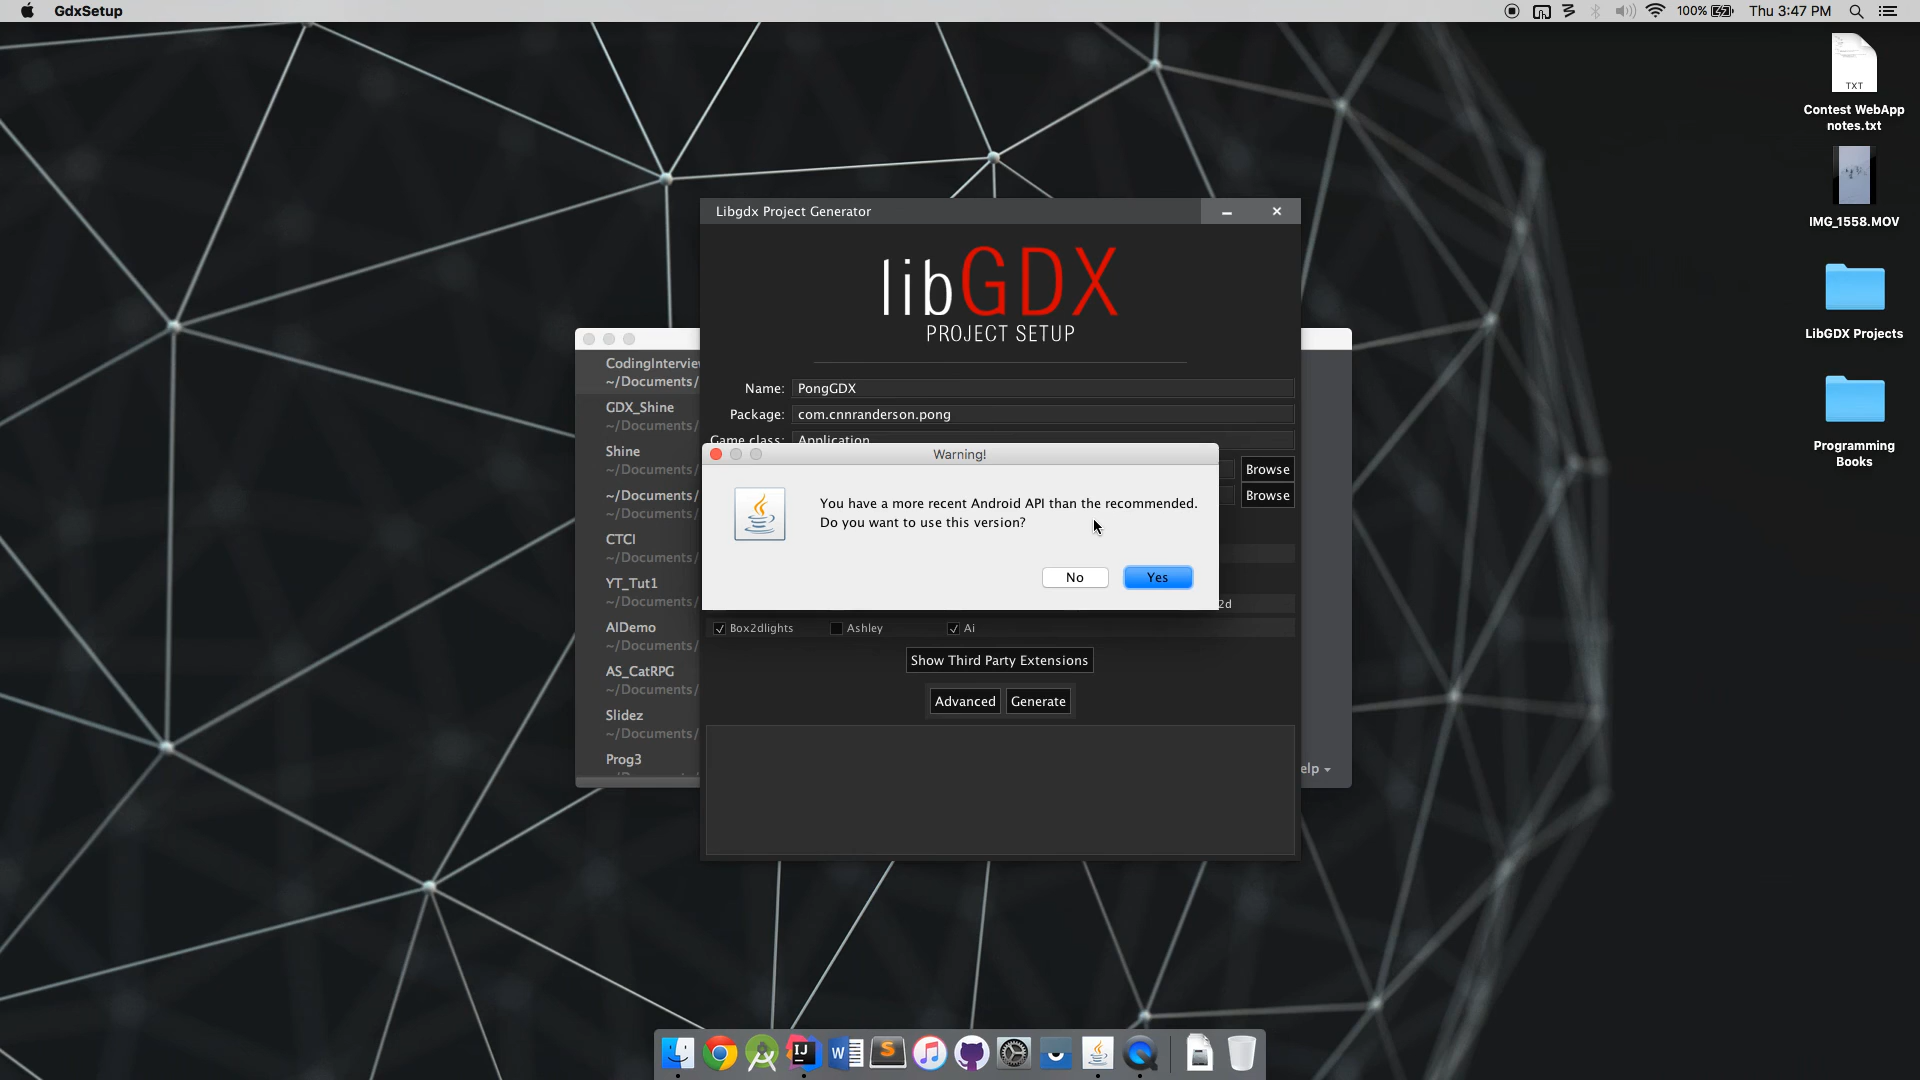 GdxSetup
100%
Thu 3:47 PM
TXT
Contest WebApp
notes.txt
IMG_1558.MOV
LibGDX Projects
Programming
Books
Libgdx Project Generator
libGDX
PROJECT SETUP
Name: PongGDX
Package: com.cnnranderson.pong
Game class: Application
Browse
Browse
Warning!
You have a more recent Android API than the recommended.
Do you want to use this version?
No
Yes
2d
Box2dlights
Ashley
Ai
Show Third Party Extensions
Advanced
Generate
CodingIntervie
~/Documents/
GDX_Shine
~/Documents/
Shine
~/Documents/
~/Documents/
~/Documents/
CTCI
~/Documents/
YT_Tut1
~/Documents/
AIDemo
~/Documents/
AS_CatRPG
~/Documents/
Slidez
~/Documents/
Prog3
elp
IJ
W
S